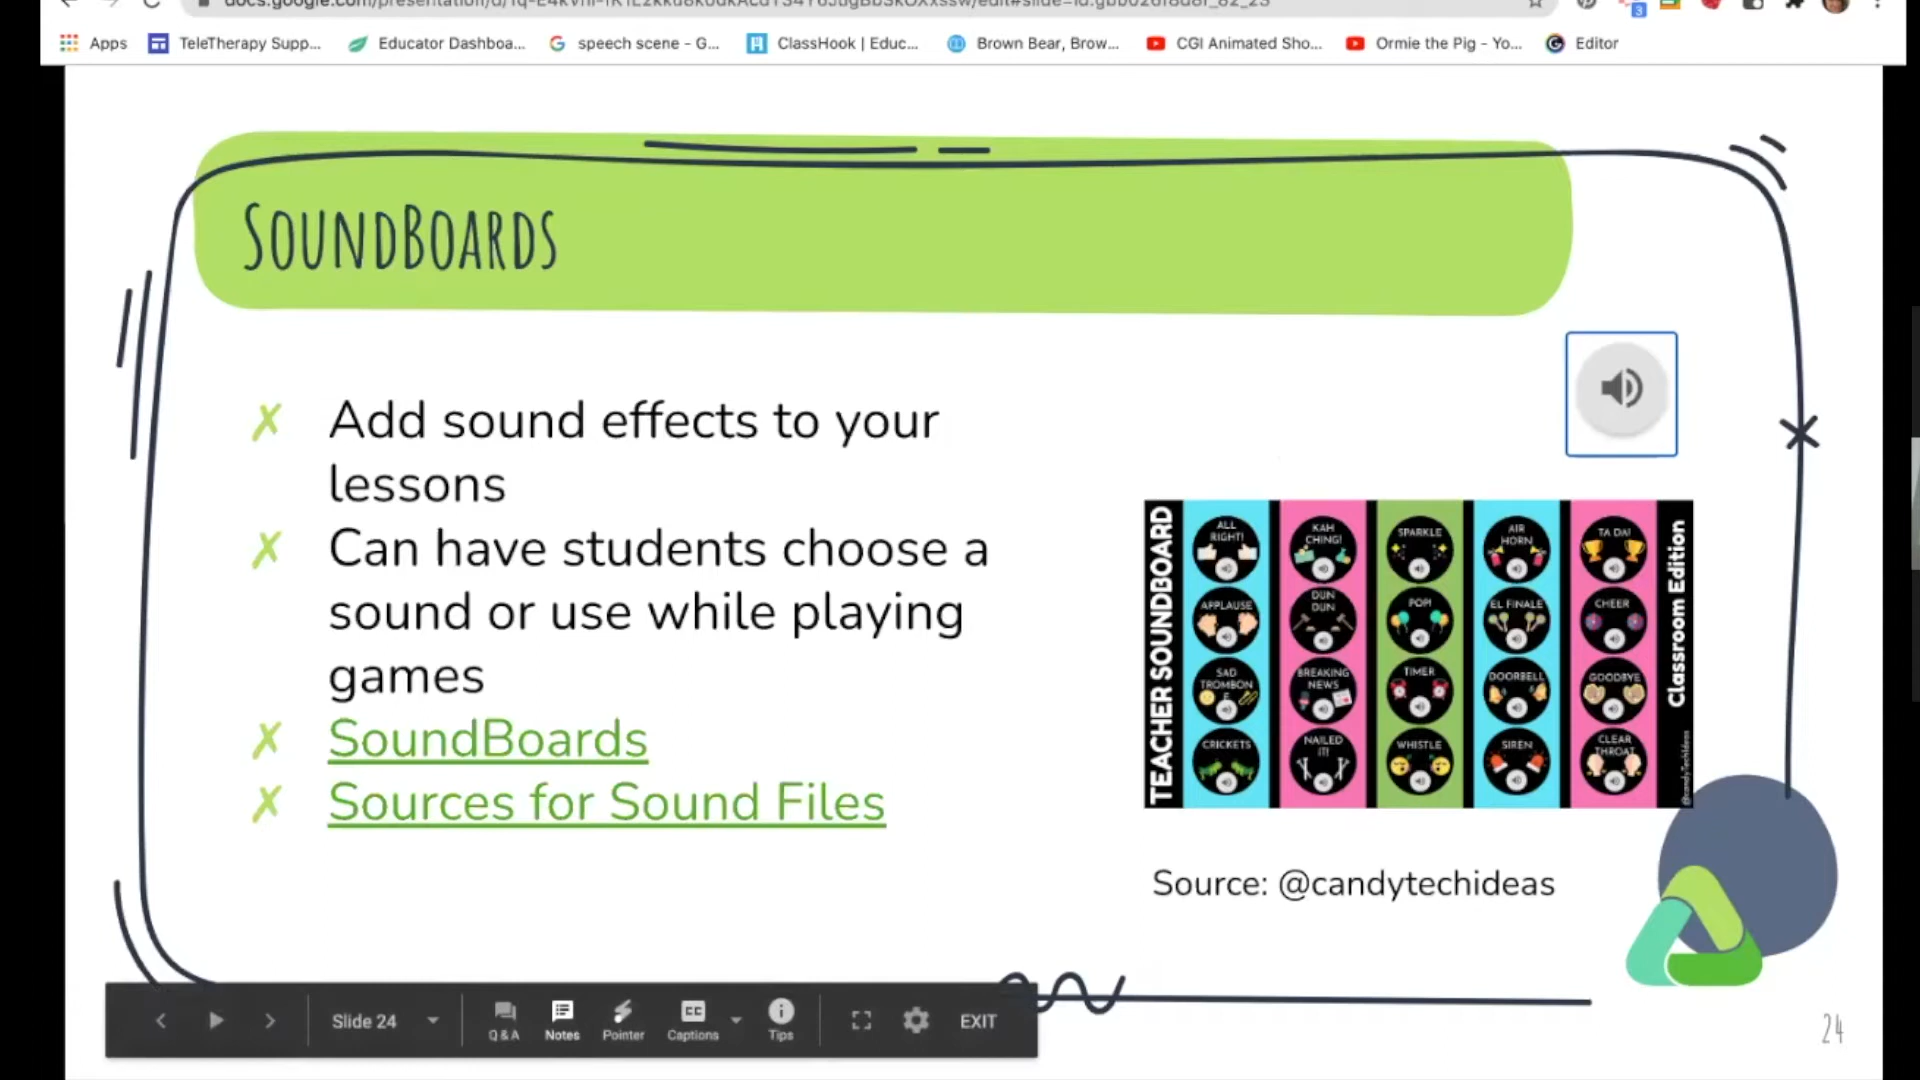 Apps
TeleTherapy Supp...
Educator Dashboa...
speech scene - G...
ClassHook | Educ...
Brown Bear, Brow...
CGI Animated Sho...
Ormie the Pig - Yo...
Editor
SOUNDBOARDS
✗ Add sound effects to your
lessons
✗ Can have students choose a
sound or use while playing
games
✗ SoundBoards
✗ Sources for Sound Files
TEACHER SOUNDBOARD
ALL
RIGHT!
KAH
CHING!
SPARKLE
AIR
HORN
TA DA!
APPLAUSE
DUN
DUN
POP!
EL FINALE
CHEER
SAD
TROMBON
E
BREAKING
NEWS
TIMER
DOORBELL
GOODBYE
CRICKETS
NAILED
IT!
WHISTLE
SIREN
CLEAR
THROAT
Classroom Edition
@candyTechIdeas
Source: @candytechideas
Slide 24
Q & A
Notes
Pointer
CC
Captions
Tips
EXIT
24
3